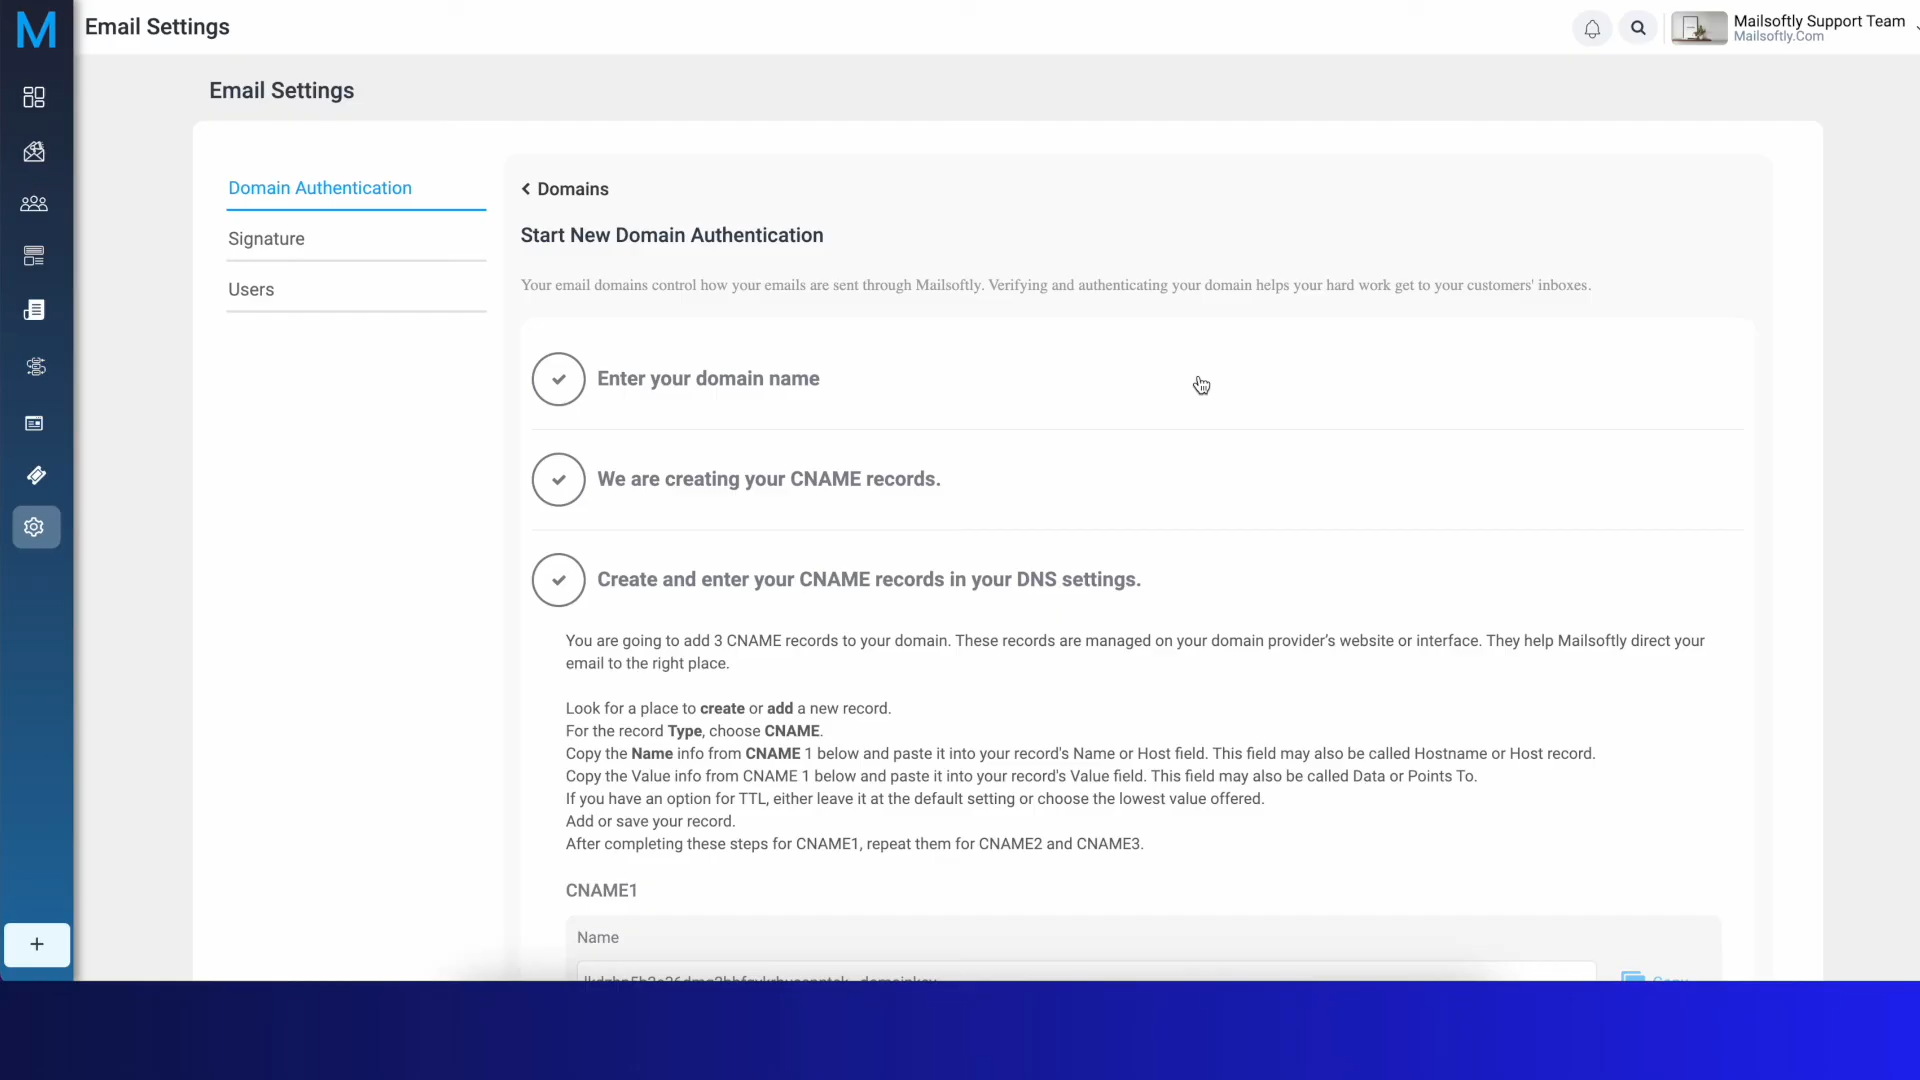 M
Email Settings
Mailsoftly Support Team
Mailsoftly.Com
Email Settings
Domain Authentication
Signature
Users
Domains
Start New Domain Authentication
Your email domains control how your emails are sent through Mailsoftly. Verifying and authenticating your domain helps your hard work get to your customers' inboxes.
Enter your domain name
We are creating your CNAME records.
Create and enter your CNAME records in your DNS settings.
You are going to add 3 CNAME records to your domain. These records are managed on your domain provider’s website or interface. They help Mailsoftly direct your
email to the right place.
Look for a place to create or add a new record.
For the record Type, choose CNAME.
Copy the Name info from CNAME 1 below and paste it into your record's Name or Host field. This field may also be called Hostname or Host record.
Copy the Value info from CNAME 1 below and paste it into your record's Value field. This field may also be called Data or Points To.
If you have an option for TTL, either leave it at the default setting or choose the lowest value offered.
Add or save your record.
After completing these steps for CNAME1, repeat them for CNAME2 and CNAME3.
CNAME1
Name
Copy
+